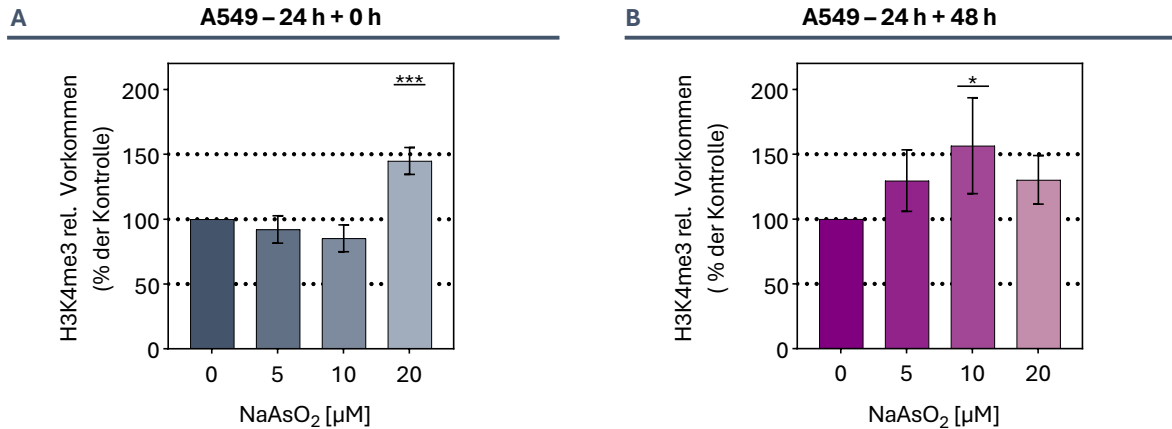 A
A549 – 24 h + 0 h
H3K4me3 rel. Vorkommen
(% der Kontrolle)
200
150
100
50
0
***
0 5 10 20
NaAsO₂ [µM]
B
A549 – 24 h + 48 h
H3K4me3 rel. Vorkommen
( % der Kontrolle)
200
150
100
50
0
*
0 5 10 20
NaAsO₂ [µM]